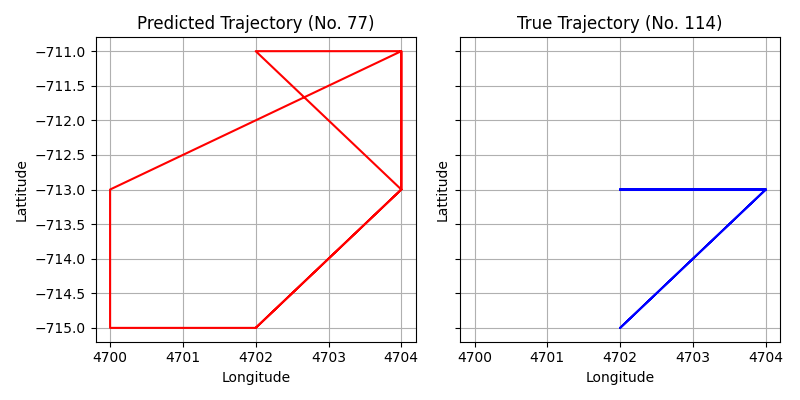 Predicted Trajectory (No. 77)
−711.0
−711.5
−712.0
−712.5
−713.0
−713.5
−714.0
−714.5
−715.0
Lattitude
4700 4701 4702 4703 4704
Longitude
True Trajectory (No. 114)
Lattitude
4700 4701 4702 4703 4704
Longitude